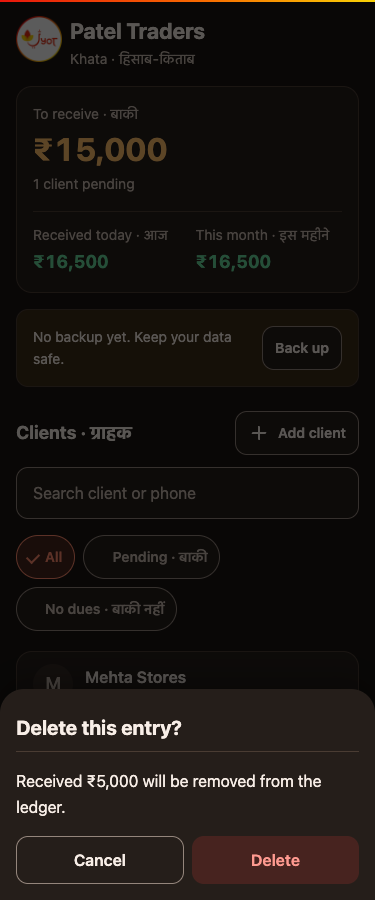 Jyot
Patel Traders
Khata · हिसाब-किताब
To receive · बाकी
₹15,000
1 client pending
Received today · आज
₹16,500
This month · इस महीने
₹16,500
No backup yet. Keep your data
safe.
Back up
Clients · ग्राहक
Add client
Search client or phone
All
Pending · बाकी
No dues · बाकी नहीं
M
Mehta Stores
Delete this entry?
Received ₹5,000 will be removed from the
ledger.
Cancel
Delete